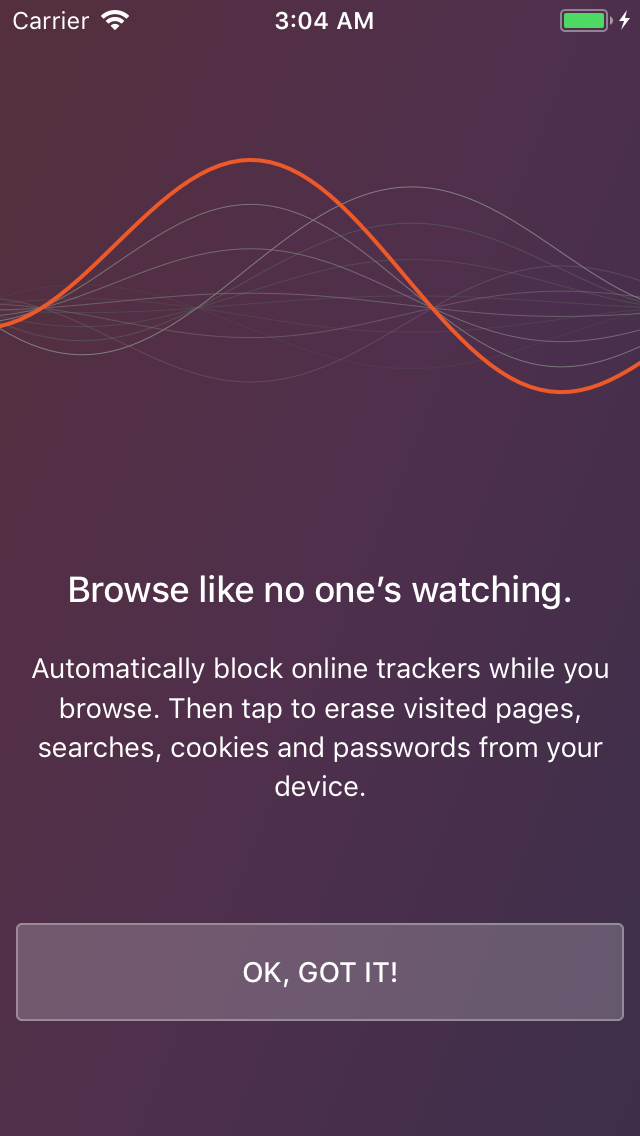 Carrier 3:04 AM
Browse like no one’s watching.
Automatically block online trackers while you
browse. Then tap to erase visited pages,
searches, cookies and passwords from your
device.
OK, GOT IT!